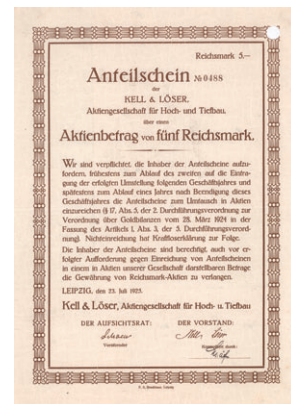 Reichsmark 5.—
Anteilschein № 0488
der
KELL & LÖSER,
Aktiengesellschaft für Hoch- und Tiefbau,
über einen
Aktienbetrag von fünf Reichsmark.
Wir sind verpflichtet, die Inhaber der Anteilscheine aufzu-
fordern, frühestens zum Ablauf des zweiten auf die Eintra-
gung der erfolgten Umstellung folgenden Geschäftsjahres und
spätestens zum Ablauf eines Jahres nach Beendigung dieses
Geschäftsjahres die Anteilscheine zum Umtausch in Aktien
einzureichen (§ 17, Abs. 5, der 2. Durchführungsverordnung zur
Verordnung über Goldbilanzen vom 28. März 1924 in der
Fassung des Artikels I, Abs. 3, der 5. Durchführungsverord-
nung). Nichteinreichung hat Kraftloserklärung zur Folge.
Die Inhaber der Anteilscheine sind berechtigt, auch vor er-
folgter Aufforderung gegen Einreichung von Anteilscheinen
in einem in Aktien unserer Gesellschaft darstellbaren Betrage
die Gewährung von Reichsmark-Aktien zu verlangen.
LEIPZIG, den 23. Juli 1925.
Kell & Löser, Aktiengesellschaft für Hoch- u. Tiefbau
DER AUFSICHTSRAT: DER VORSTAND:
Vorsitzender